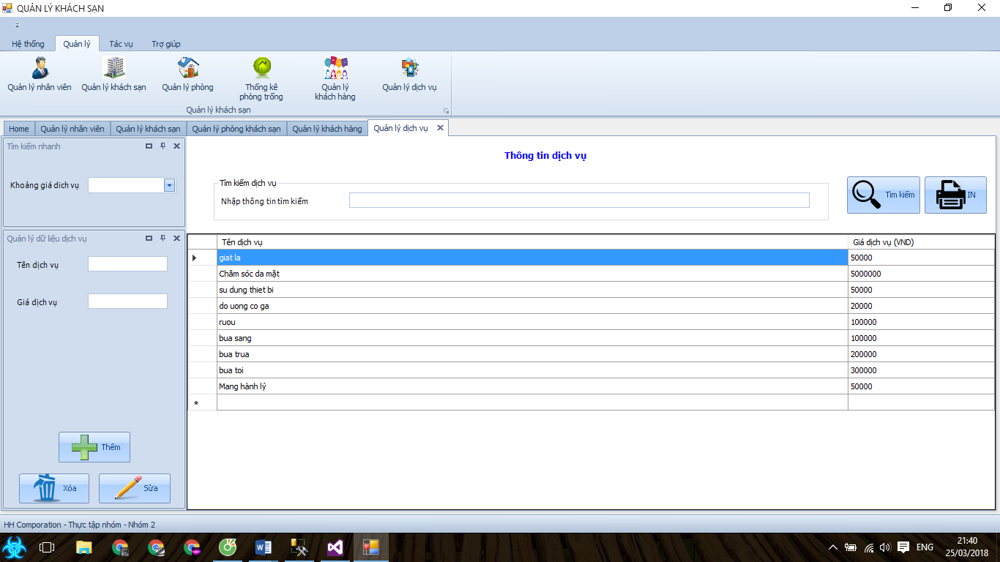 QUẢN LÝ KHÁCH SẠN
Hệ thống Quản lý Tác vụ Trợ giúp
Quản lý nhân viên Quản lý khách sạn Quản lý phòng Thống kê phòng trống Quản lý khách hàng Quản lý dịch vụ
Quản lý khách sạn
Home Quản lý nhân viên Quản lý khách sạn Quản lý phòng khách sạn Quản lý khách hàng Quản lý dịch vụ
Tìm kiếm nhanh
Khoảng giá dich vụ
Quản lý dữ liệu dịch vụ
Tên dịch vụ
Giá dịch vụ
Thêm
Xóa Sửa
Thông tin dịch vụ
Tìm kiếm dịch vụ
Nhập thông tin tìm kiếm
Tìm kiếm IN
Tên dịch vụ Giá dịch vụ (VND)
giat la 50000
Chăm sóc da mặt 5000000
su dung thiet bi 50000
do uong co ga 20000
ruou 100000
bua sang 100000
bua trua 200000
bua toi 300000
Mang hành lý 50000
HH Comporation - Thực tập nhóm - Nhóm 2
ENG
21:40
25/03/2018